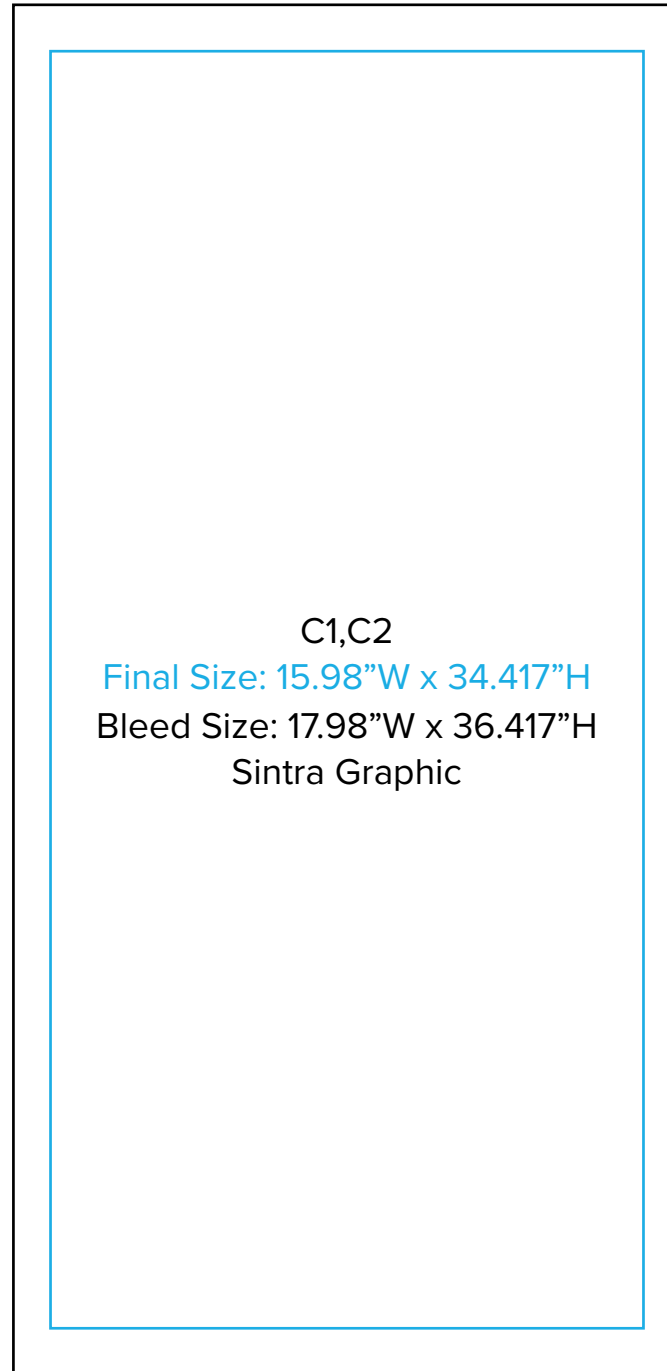 C1,C2
Final Size: 15.98”W x 34.417”H
Bleed Size: 17.98”W x 36.417”H
Sintra Graphic